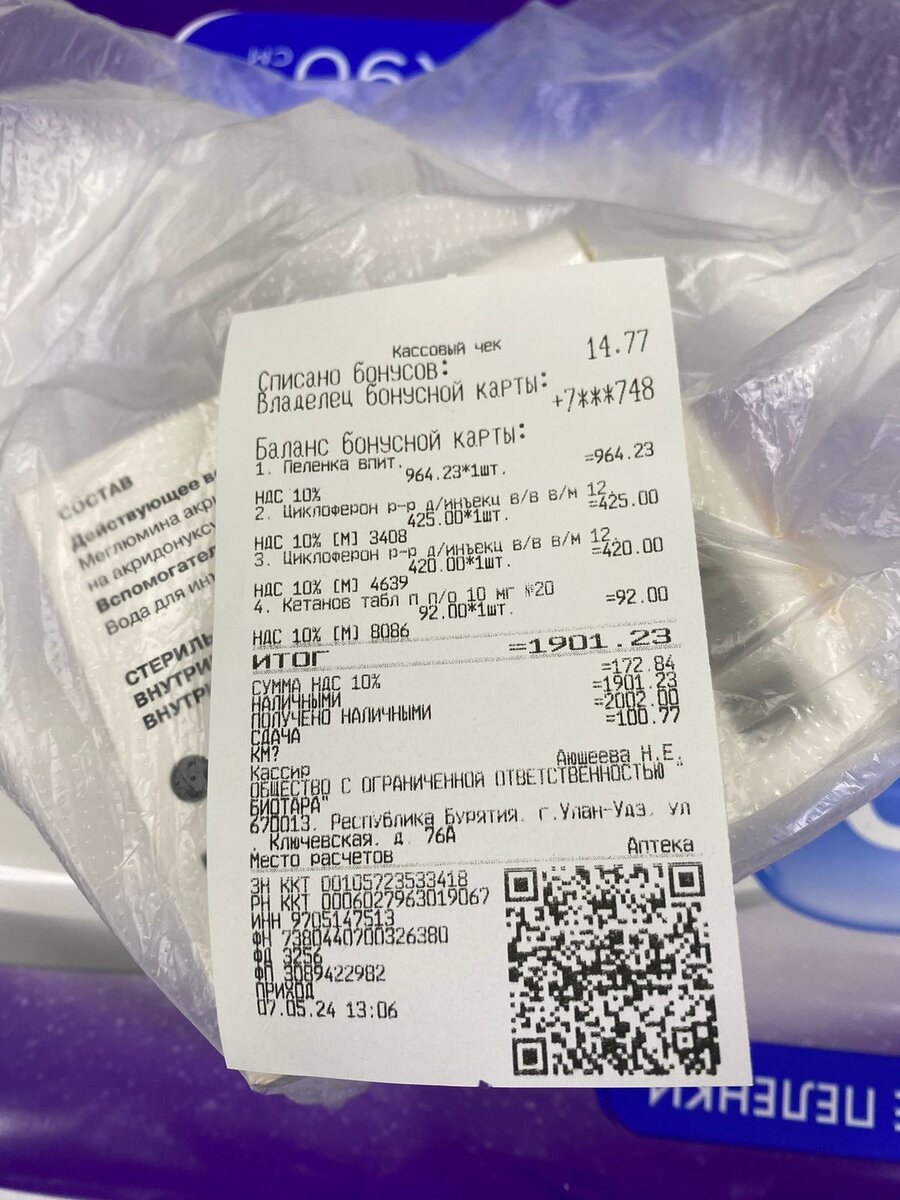 90 см
Кассовый чек
Списано бонусов: 14.77
Владелец бонусной карты: +7***748
Баланс бонусной карты:
1. Пеленка впит.
964.23*1шт. =964.23
НДС 10%
2. Циклоферон р-р д/инъекц в/в в/м 12,
425.00*1шт. =425.00
НДС 10% [М] 3408
3. Циклоферон р-р д/инъекц в/в в/м 12,
420.00*1шт. =420.00
НДС 10% [М] 4639
4. Катанов табл п п/о 10 мг №20
92.00*1шт. =92.00
НДС 10% [М] 8086
ИТОГ =1901.23
СУММА НДС 10% =172.84
НАЛИЧНЫМИ =1901.23
ПОЛУЧЕНО НАЛИЧНЫМИ =2002.00
СДАЧА =100.77
КМ?
Кассир Аюшеева Н.Е.
ОБЩЕСТВО С ОГРАНИЧЕННОЙ ОТВЕТСТВЕННОСТЬЮ "
БИОТАРА"
670013, Республика Бурятия, г.Улан-Удэ, ул
. Ключевская, д. 76А
Место расчетов Аптека
ЗН ККТ 00105723533418
РН ККТ 0006027963019067
ИНН 9705147513
ФН 7380440700326380
ФД 3256
ФП 3089422982
ПРИХОД
07.05.24 13:06
СОСТАВ
Действующее в
Меглюмина акр
на акридонукс
Вспомогател
Вода для ин
СТЕРИЛЬ
ВНУТРИ
ВНУТР
Е ПЕЛЕНКИ